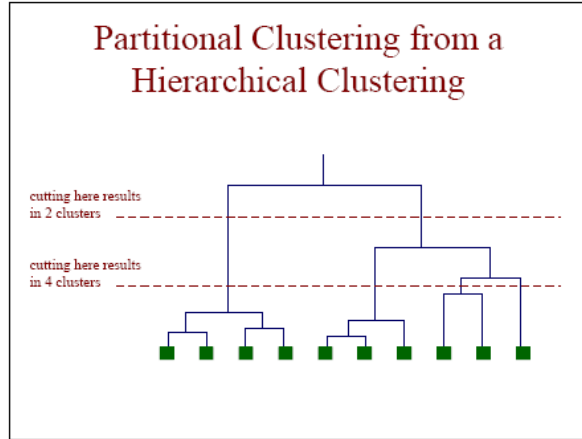 Partitional Clustering from a
Hierarchical Clustering
cutting here results
in 2 clusters
cutting here results
in 4 clusters